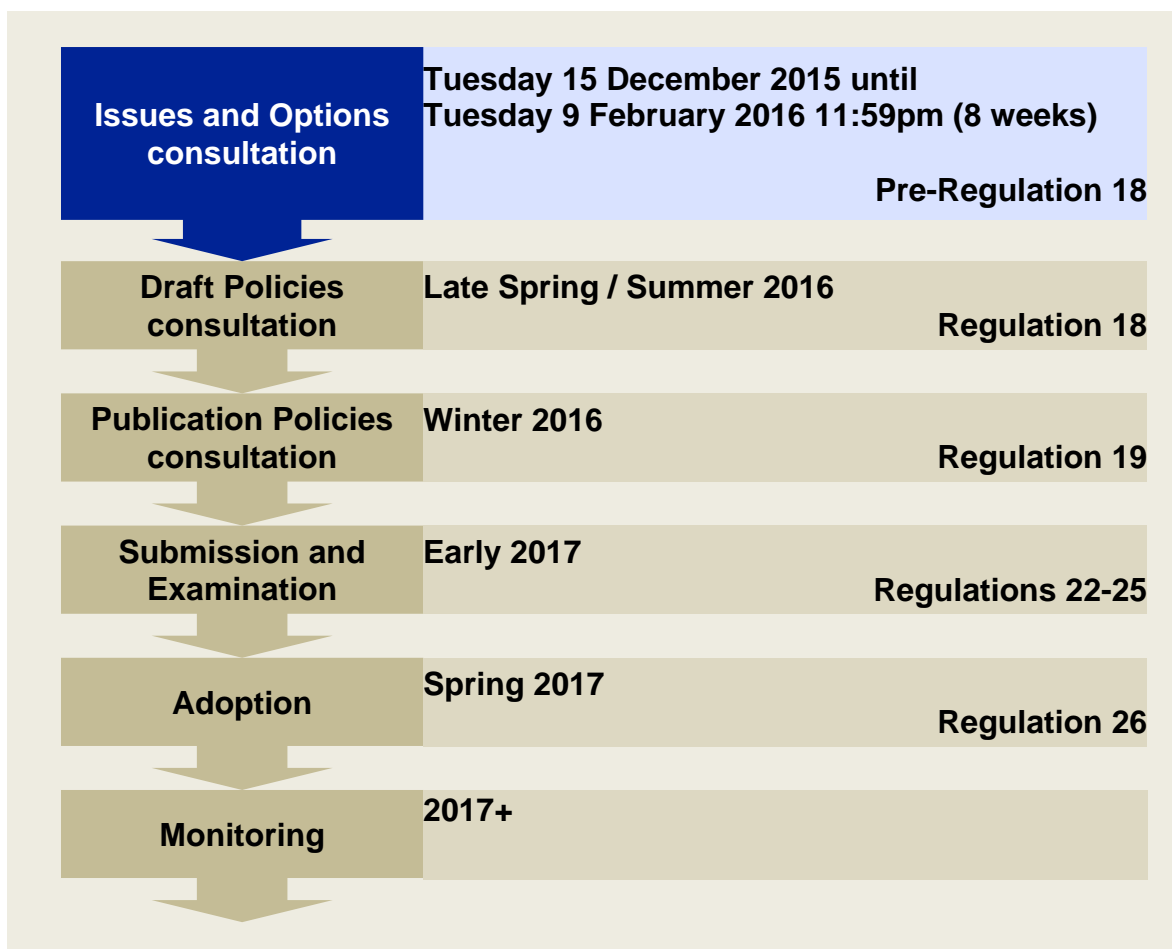 Issues and Options
consultation
Tuesday 15 December 2015 until
Tuesday 9 February 2016 11:59pm (8 weeks)
Pre-Regulation 18
Draft Policies
consultation
Late Spring / Summer 2016
Regulation 18
Publication Policies
consultation
Winter 2016
Regulation 19
Submission and
Examination
Early 2017
Regulations 22-25
Adoption
Spring 2017
Regulation 26
Monitoring
2017+